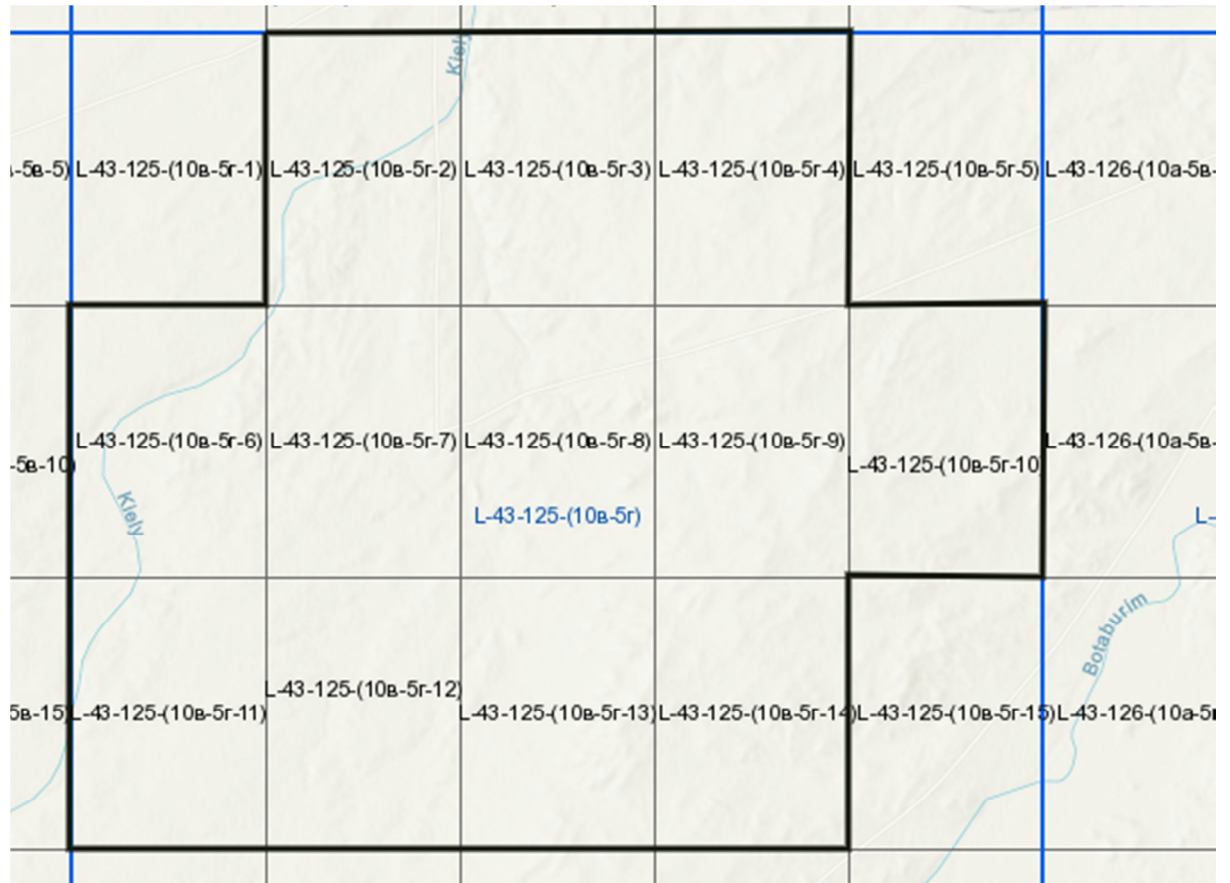 Kiely
5в-5)
L-43-125-(10в-5г-1)
L-43-125-(10в-5г-2)
L-43-125-(10в-5г-3)
L-43-125-(10в-5г-4)
L-43-125-(10в-5г-5)
L-43-126-(10а-5в-
L-43-125-(10в-5г-6)
L-43-125-(10в-5г-7)
L-43-125-(10в-5г-8)
L-43-125-(10в-5г-9)
L-43-126-(10а-5в-
-5в-10)
L-43-125-(10в-5г-10)
Kiely
L-43-125-(10в-5г)
L-
Botaburim
L-43-125-(10в-5г-12)
5в-15)
L-43-125-(10в-5г-11)
L-43-125-(10в-5г-13)
L-43-125-(10в-5г-14)
L-43-125-(10в-5г-15)
L-43-126-(10а-5